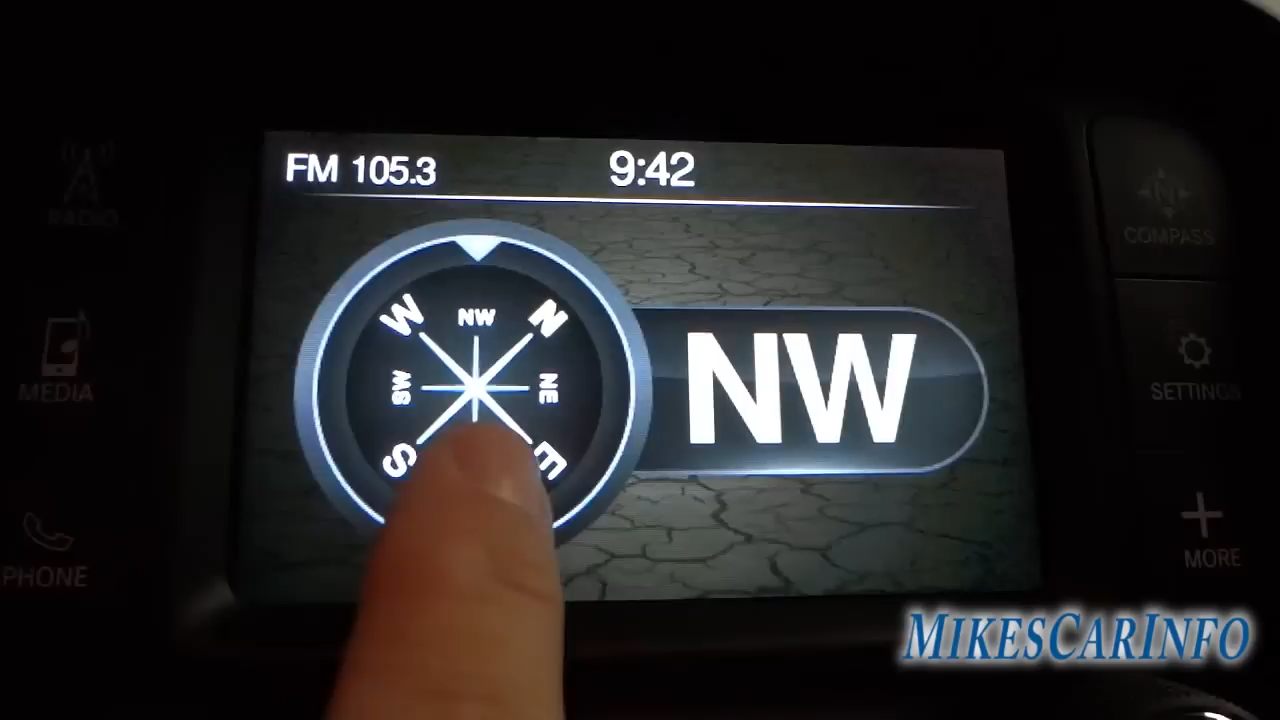 FM 105.3
9:42
RADIO
MEDIA
PHONE
W
NW
N
SW
NE
S
E
NW
COMPASS
N
SETTINGS
MORE
MIKESCARINFO